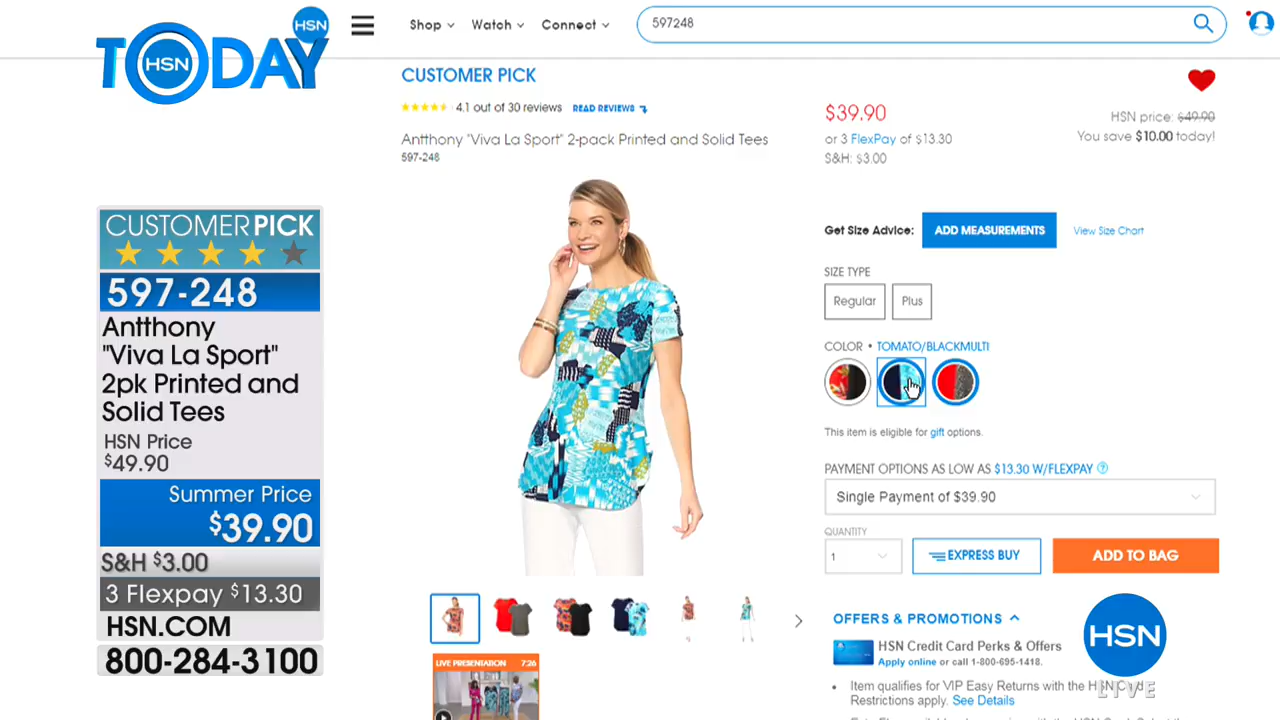 HSN
TODAY
HSN
Shop
Watch
Connect
597248
CUSTOMER PICK
4.1 out of 30 reviews READ REVIEWS
Antthony "Viva La Sport" 2-pack Printed and Solid Tees
597-248
$39.90
or 3 FlexPay of $13.30
S&H: $3.00
HSN price: $49.90
You save $10.00 today!
Get Size Advice:
ADD MEASUREMENTS
View Size Chart
SIZE TYPE
Regular
Plus
COLOR • TOMATO/BLACKMULTI
This item is eligible for gift options.
PAYMENT OPTIONS AS LOW AS $13.30 W/FLEXPAY ?
Single Payment of $39.90
QUANTITY
1
EXPRESS BUY
ADD TO BAG
OFFERS & PROMOTIONS
HSN Credit Card Perks & Offers
Apply online or call 1-800-695-1418.
• Item qualifies for VIP Easy Returns with the HSN Card
Restrictions apply. See Details
LIVE PRESENTATION 7:26
CUSTOMER PICK
597-248
Antthony
"Viva La Sport"
2pk Printed and
Solid Tees
HSN Price
$49.90
Summer Price
$39.90
S&H $3.00
3 Flexpay $13.30
HSN.COM
800-284-3100
HSN
LIVE